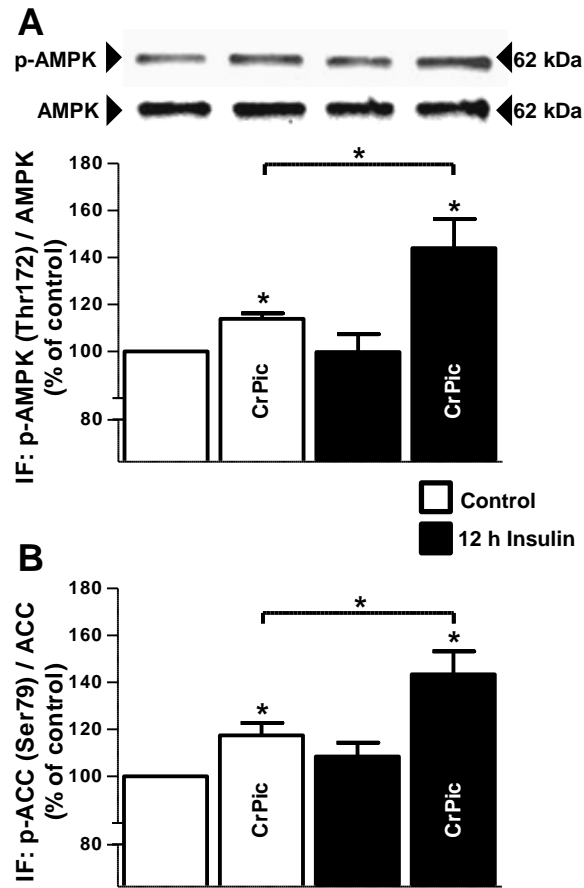 A
p-AMPK 62 kDa
AMPK 62 kDa
IF: p-AMPK (Thr172) / AMPK
(% of control)
180
160
140
120
100
80
*
*
*
CrPic
CrPic
Control
12 h Insulin
B
IF: p-ACC (Ser79) / ACC
(% of control)
180
160
140
120
100
80
*
*
*
CrPic
CrPic